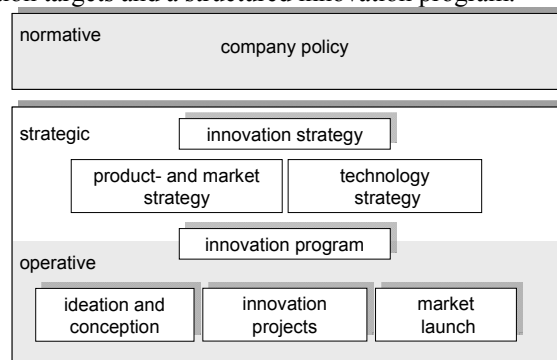 tion targets and a structured innovation program.
normative
company policy
strategic
innovation strategy
product- and market
strategy
technology
strategy
innovation program
operative
ideation and
conception
innovation
projects
market
launch